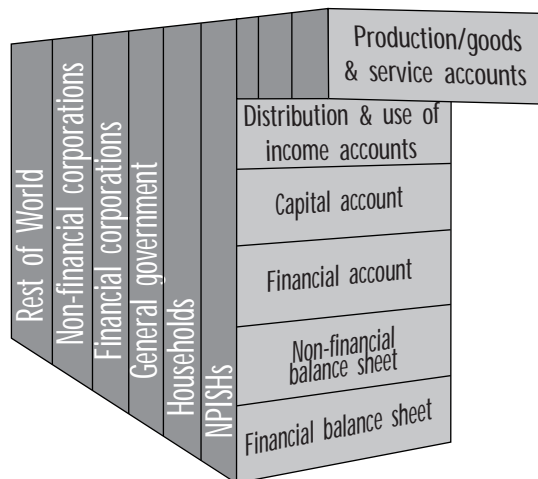 Rest of World
Non-financial corporations
Financial corporations
General government
Households
NPISHs
Production/goods
& service accounts
Distribution & use of
income accounts
Capital account
Financial account
Non-financial
balance sheet
Financial balance sheet